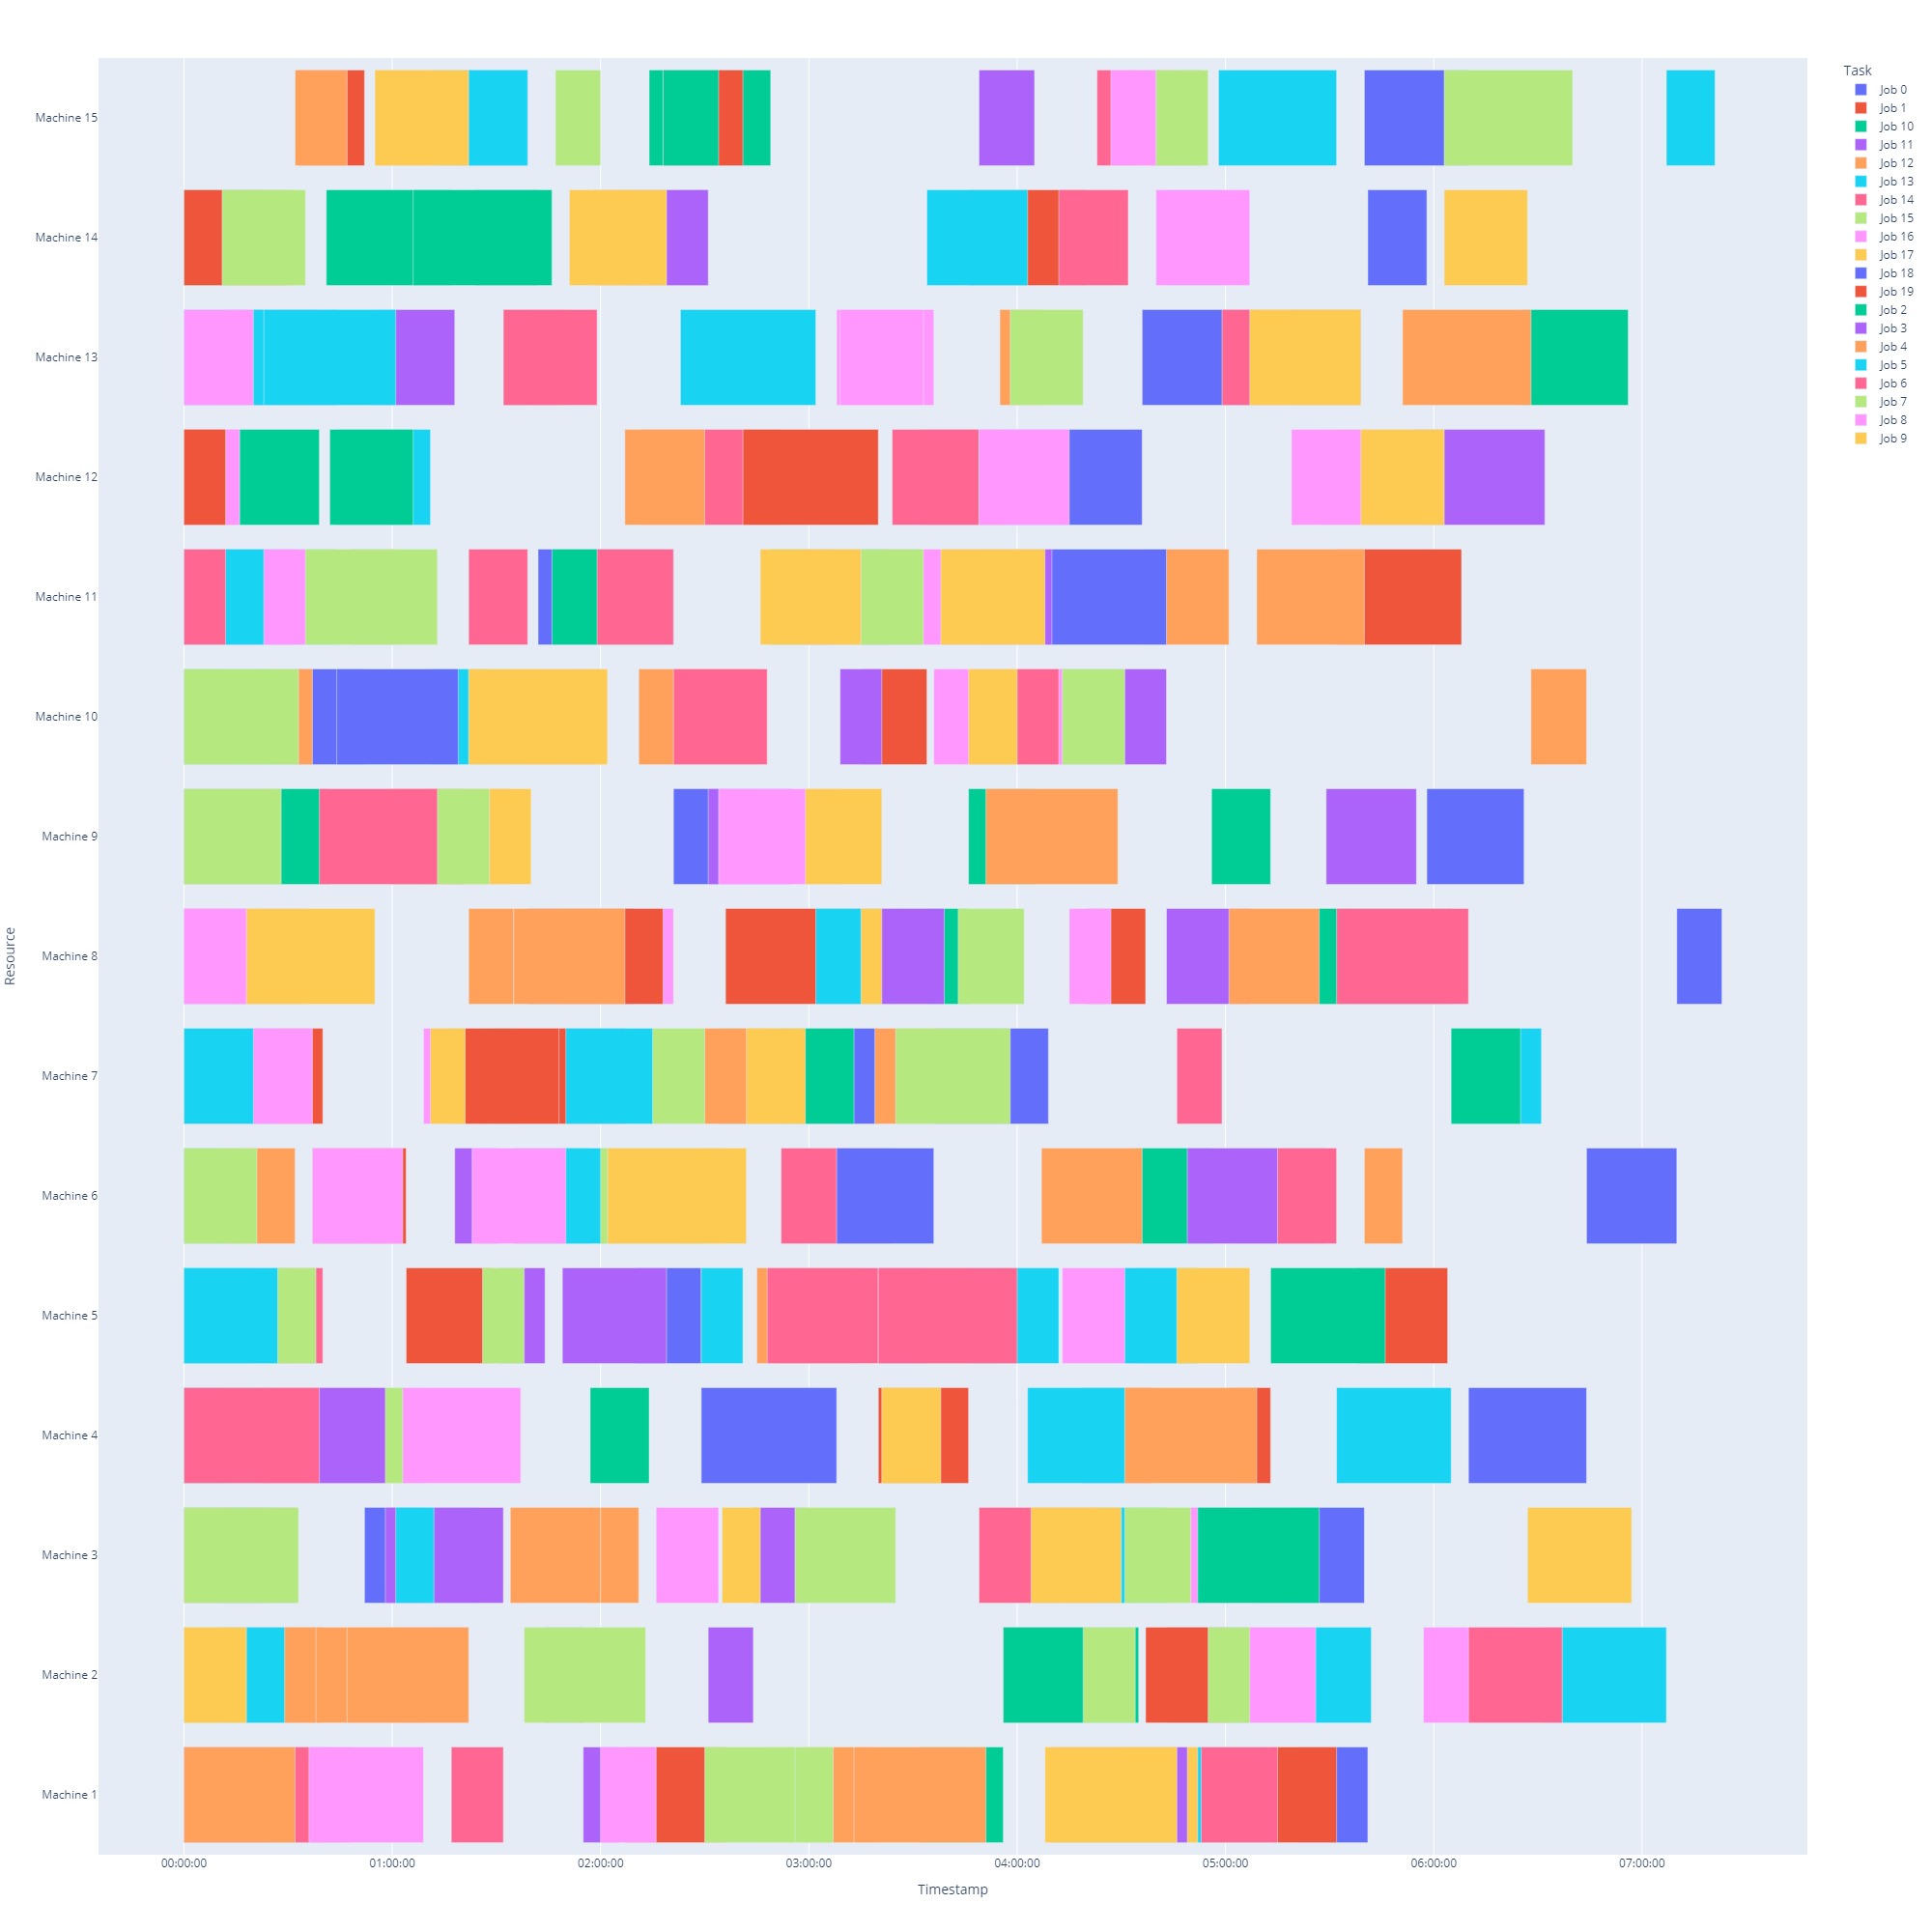 Task
Job 0
Job 1
Job 10
Job 11
Job 12
Job 13
Job 14
Job 15
Job 16
Job 17
Job 18
Job 19
Job 2
Job 3
Job 4
Job 5
Job 6
Job 7
Job 8
Job 9
Resource
Machine 15
Machine 14
Machine 13
Machine 12
Machine 11
Machine 10
Machine 9
Machine 8
Machine 7
Machine 6
Machine 5
Machine 4
Machine 3
Machine 2
Machine 1
00:00:00 01:00:00 02:00:00 03:00:00 04:00:00 05:00:00 06:00:00 07:00:00
Timestamp